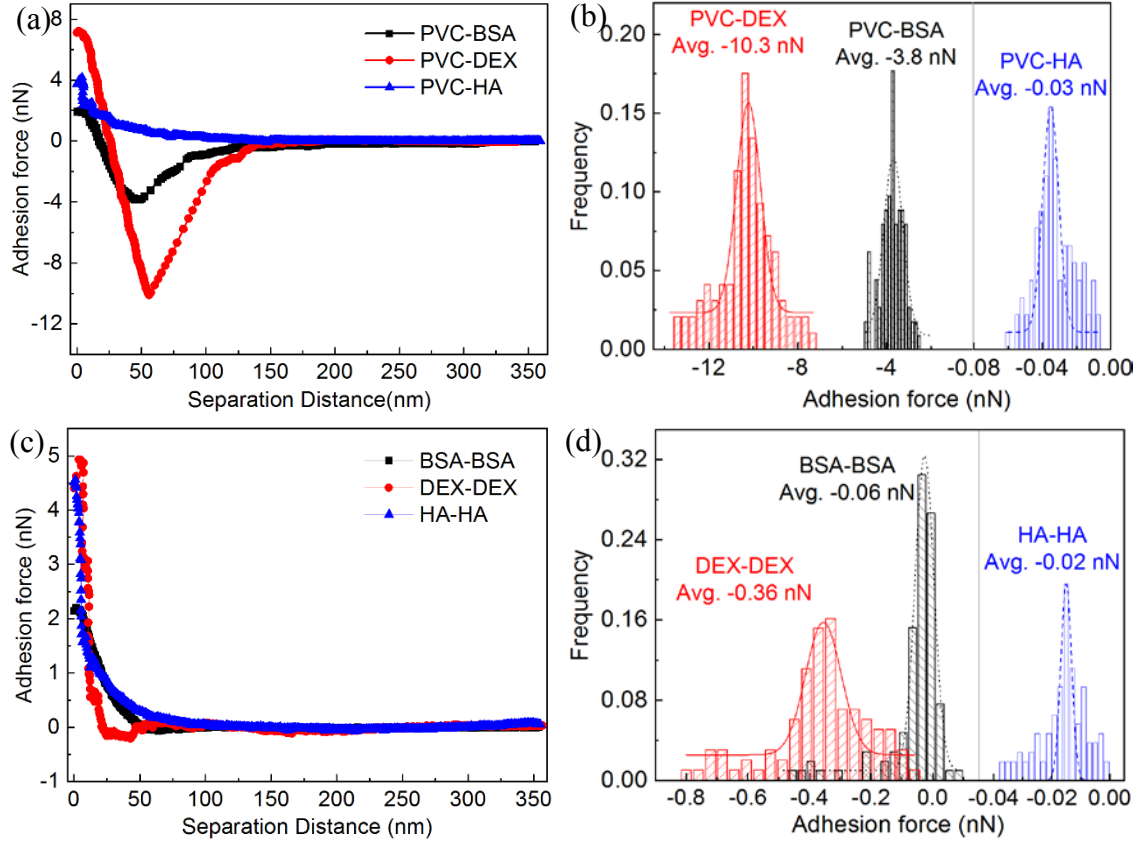 (a)
PVC-BSA
PVC-DEX
PVC-HA
8
4
0
-4
-8
-12
Adhesion force (nN)
0 50 100 150 200 250 300 350
Separation Distance(nm)
(b)
PVC-DEX
Avg. -10.3 nN
PVC-BSA
Avg. -3.8 nN
PVC-HA
Avg. -0.03 nN
0.20
0.15
0.10
0.05
0.00
Frequency
-12 -8 -4 -0.08 -0.04 0.00
Adhesion force (nN)
(c)
BSA-BSA
DEX-DEX
HA-HA
5
4
3
2
1
0
-1
Adhesion force (nN)
0 50 100 150 200 250 300 350
Separation Distance (nm)
(d)
BSA-BSA
Avg. -0.06 nN
DEX-DEX
Avg. -0.36 nN
HA-HA
Avg. -0.02 nN
0.32
0.24
0.16
0.08
0.00
Frequency
-0.8 -0.6 -0.4 -0.2 0.0 -0.04 -0.02 0.00
Adhesion force (nN)